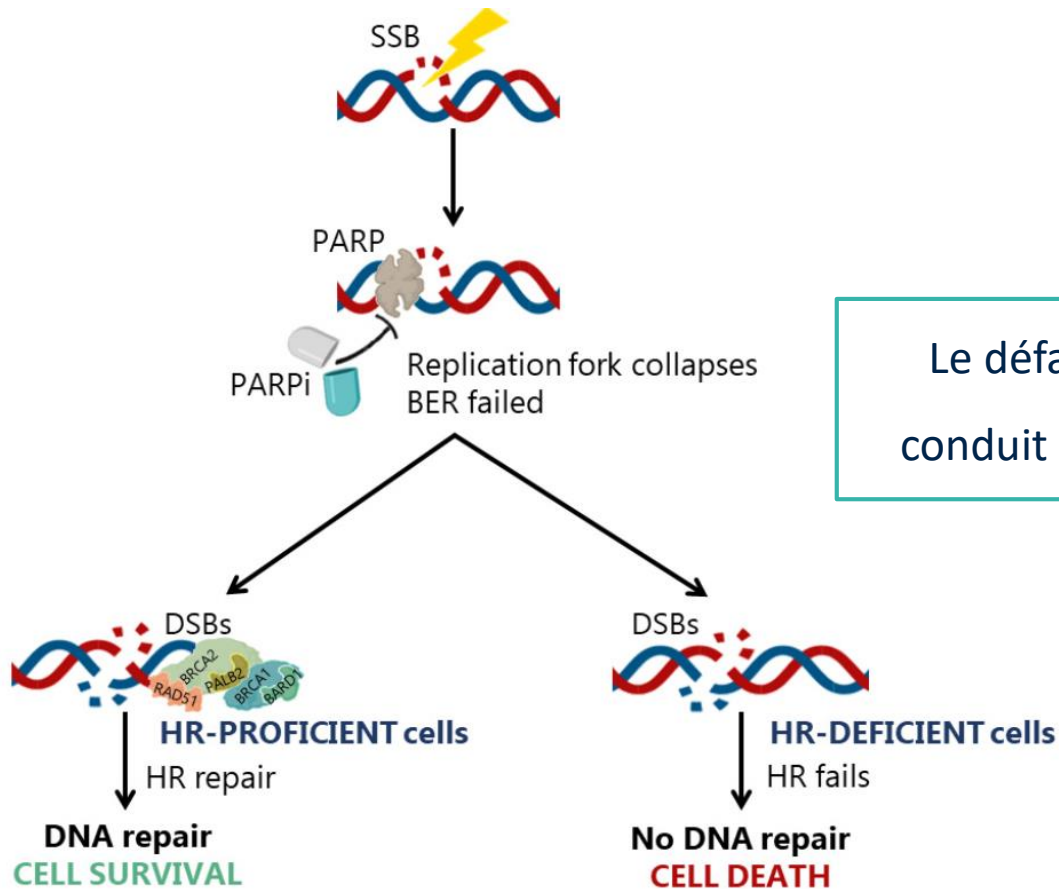 SSB
PARP
PARPi
Replication fork collapses
BER failed
Le
conduit
DSBs
BRCA2
PALB2
RAD51
BRCA1
BARD1
HR-PROFICIENT cells
HR repair
DNA repair
CELL SURVIVAL
DSBs
HR-DEFICIENT cells
HR fails
No DNA repair
CELL DEATH